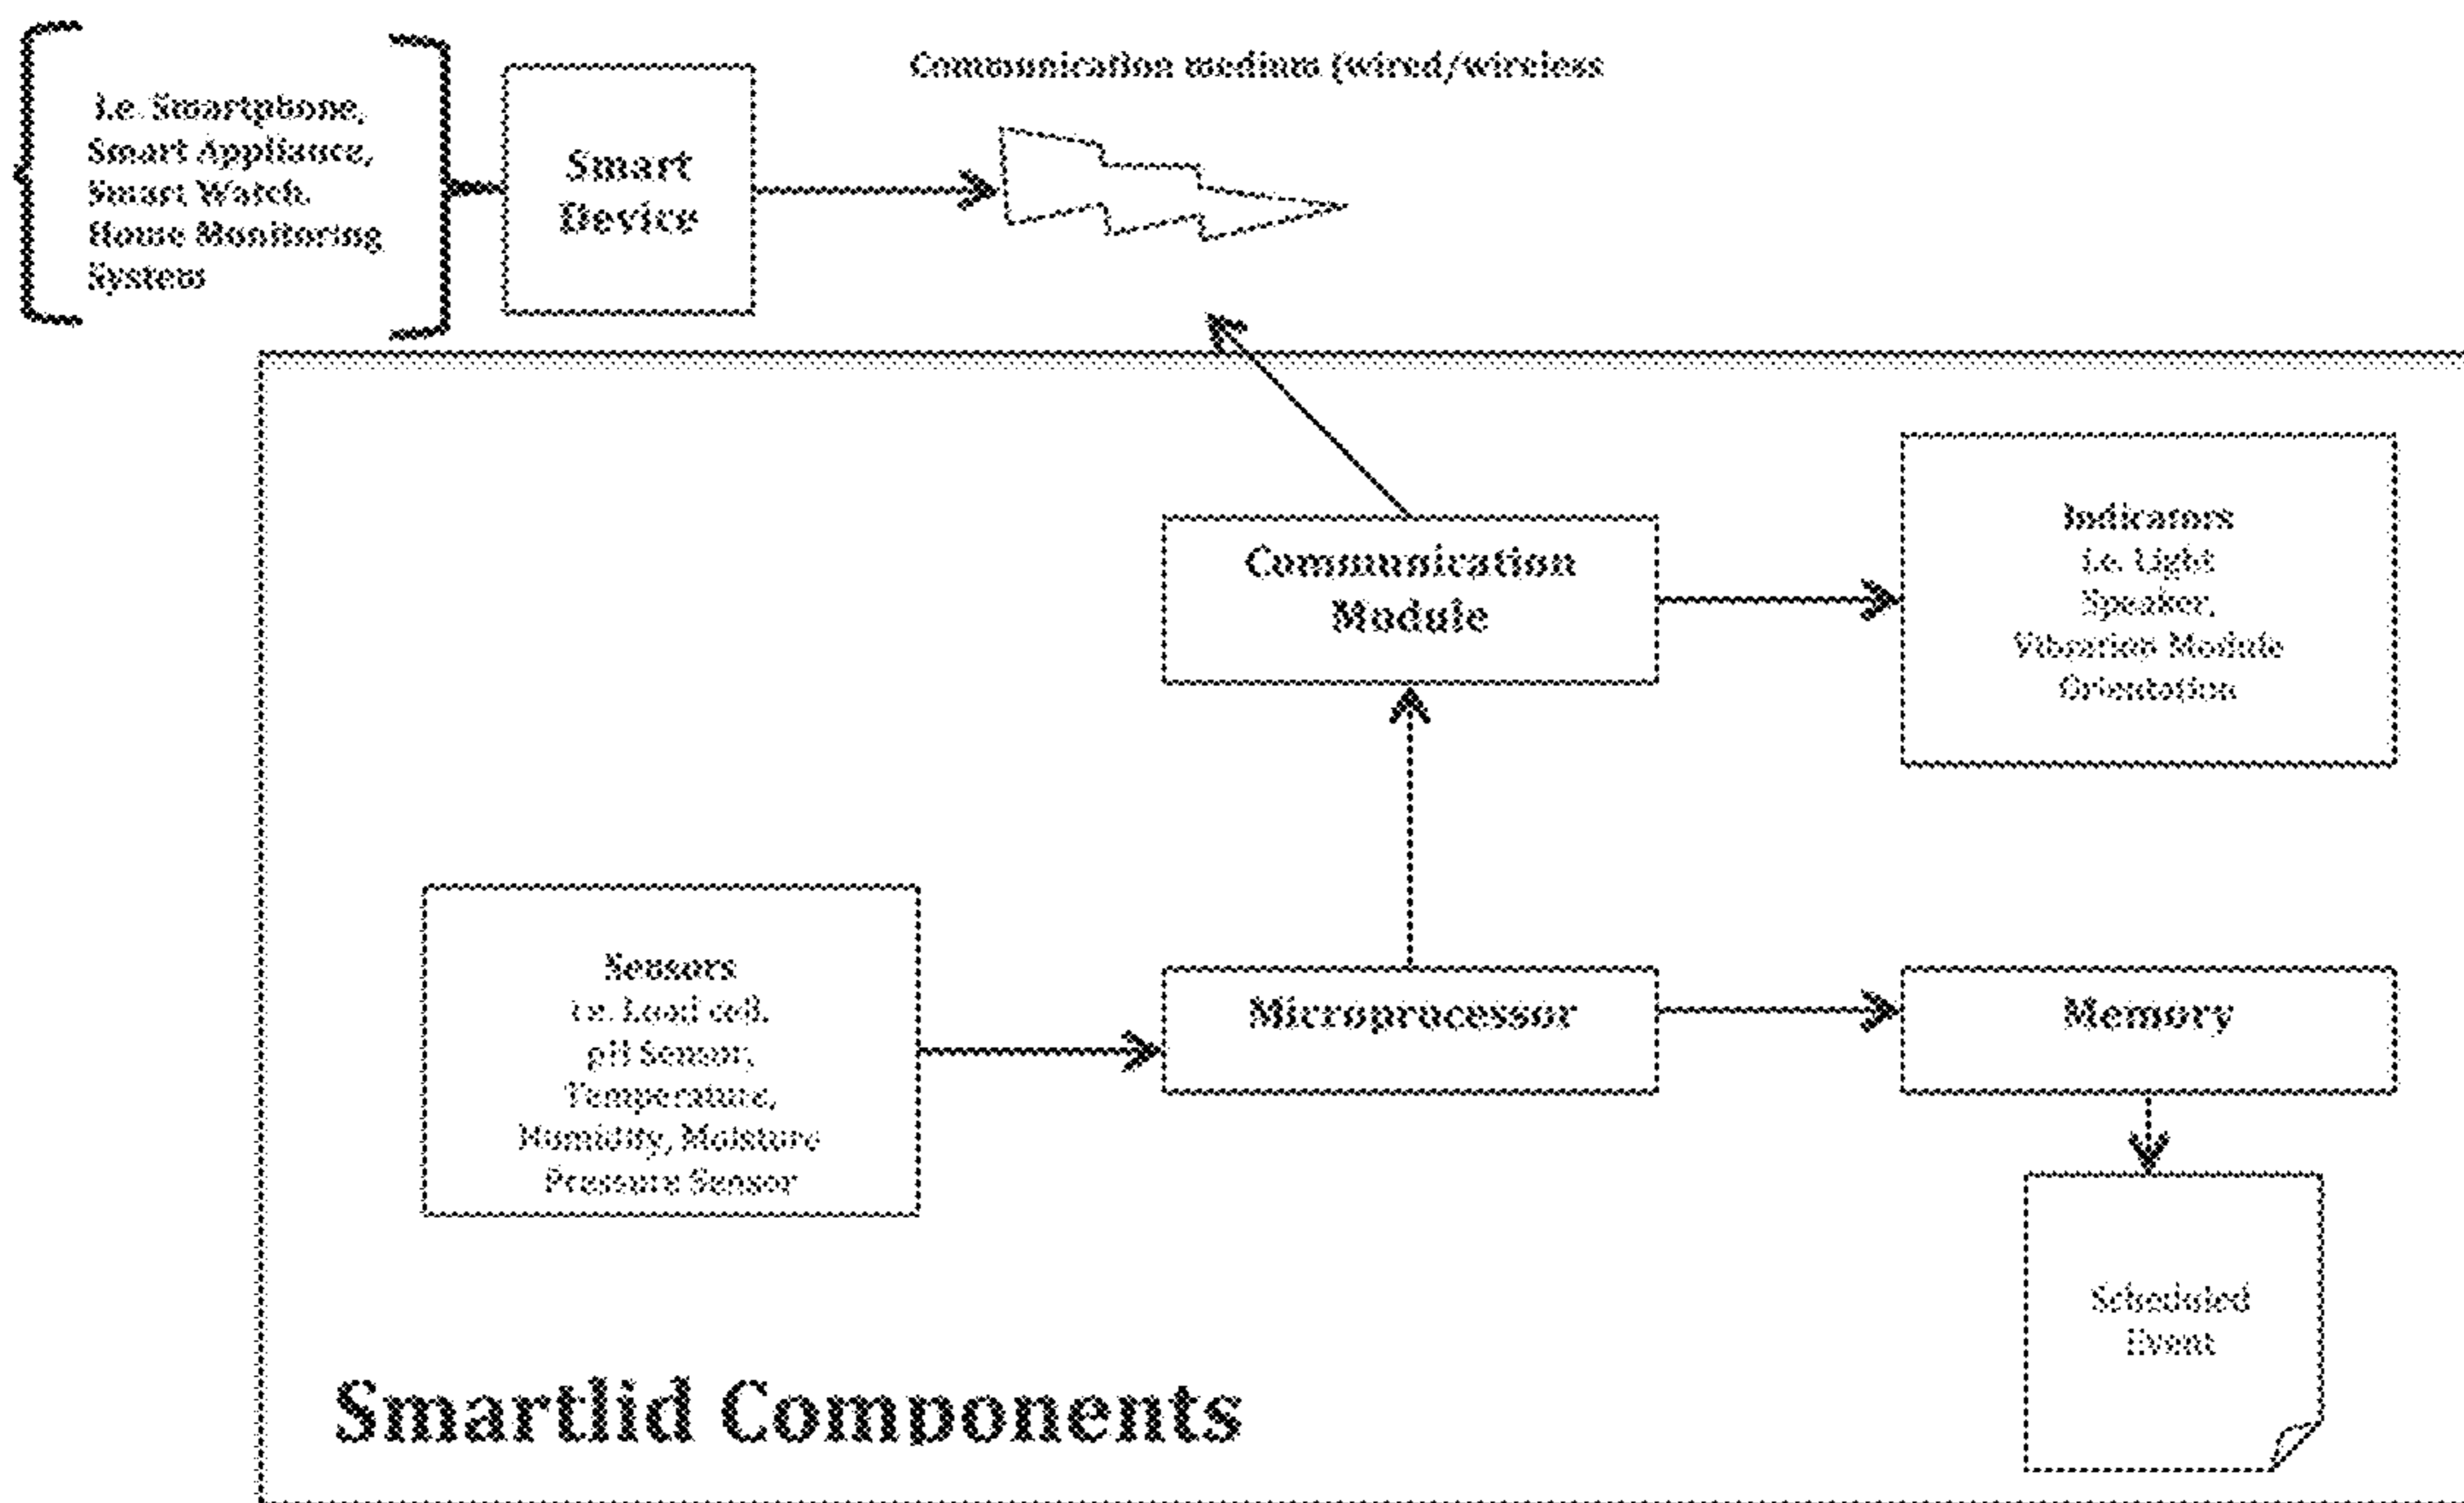 Communication medium (wired/wireless
i.e. Smartphone,
Smart Appliance,
Smart Watch,
Home Monitoring
System
Smart
Device
Communication
Module
Indicators
i.e. Light
Speaker,
Vibration Module
Orientation
Sensors
i.e. Load cell,
pH Sensor,
Temperature,
Humidity, Moisture
Pressure Sensor
Microprocessor
Memory
Scheduled
Event
Smartlid Components